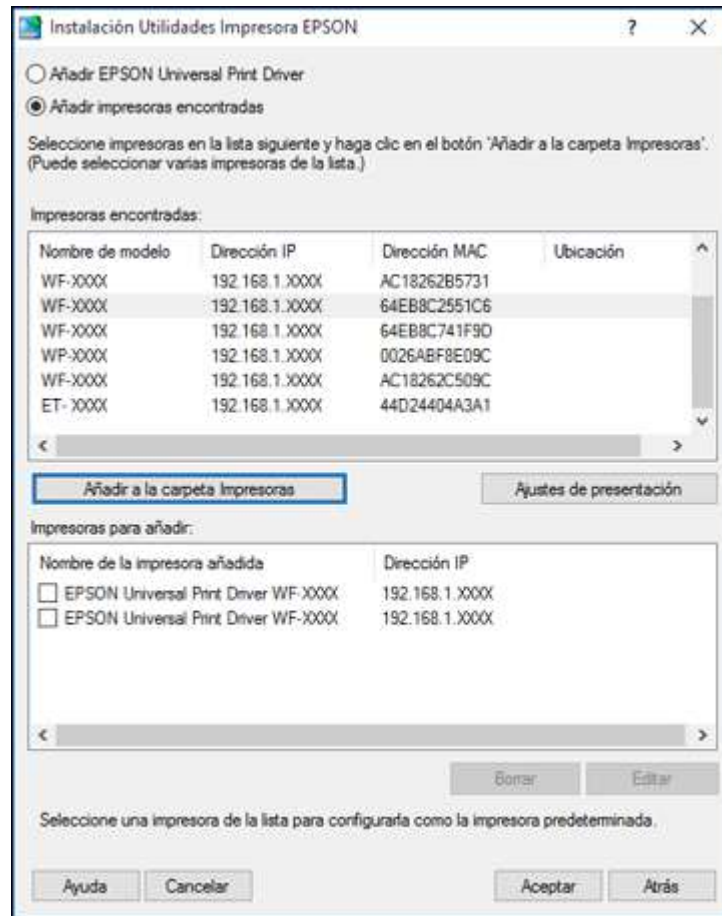 Instalación Utilidades Impresora EPSON
Añadir EPSON Universal Print Driver
Añadir impresoras encontradas
Seleccione impresoras en la lista siguiente y haga clic en el botón 'Añadir a la carpeta Impresoras'.
(Puede seleccionar varias impresoras de la lista.)
Impresoras encontradas:
Nombre de modelo Dirección IP Dirección MAC Ubicación
WF-XXXX 192.168.1.XXXX AC18262B5731
WF-XXXX 192.168.1.XXXX 64EB8C2551C6
WF-XXXX 192.168.1.XXXX 64EB8C741F9D
WP-XXXX 192.168.1.XXXX 0026ABF8E09C
WF-XXXX 192.168.1.XXXX AC18262C509C
ET- XXXX 192.168.1.XXXX 44D24404A3A1
Añadir a la carpeta Impresoras Ajustes de presentación
Impresoras para añadir:
Nombre de la impresora añadida Dirección IP
EPSON Universal Print Driver WF-XXXX 192.168.1.XXXX
EPSON Universal Print Driver WF-XXXX 192.168.1.XXXX
Borrar Editar
Seleccione una impresora de la lista para configurarla como la impresora predeterminada.
Ayuda Cancelar Aceptar Atrás